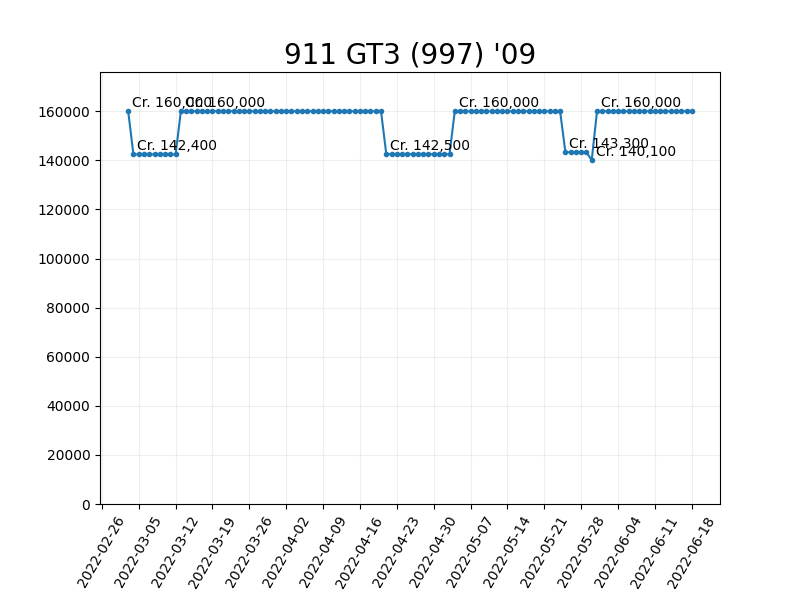 911 GT3 (997) '09
Cr. 160,000
Cr. 160,000
Cr. 160,000
Cr. 160,000
Cr. 142,400
Cr. 142,500
Cr. 143,300
Cr. 140,100
160000
140000
120000
100000
80000
60000
40000
20000
0
2022-02-26
2022-03-05
2022-03-12
2022-03-19
2022-03-26
2022-04-02
2022-04-09
2022-04-16
2022-04-23
2022-04-30
2022-05-07
2022-05-14
2022-05-21
2022-05-28
2022-06-04
2022-06-11
2022-06-18